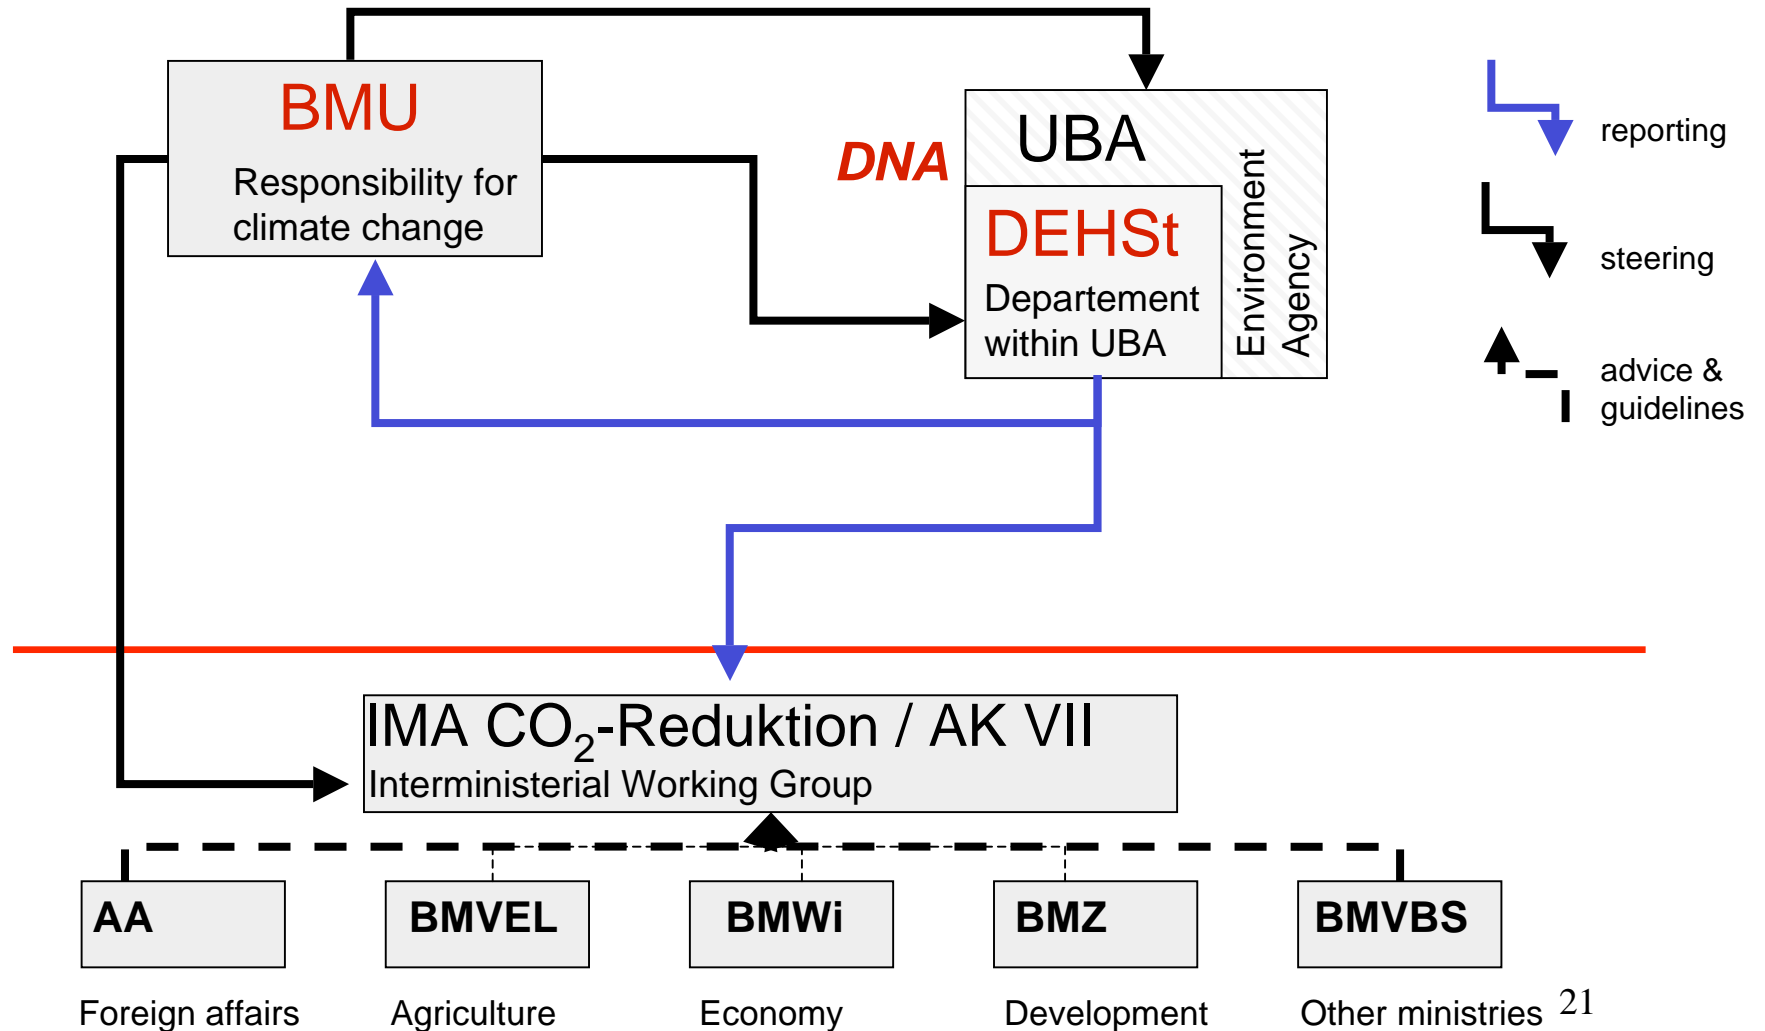 BMU
Responsibility for
climate change
DNA
UBA
Environment
Agency
DEHSt
Departement
within UBA
reporting
steering
advice &
guidelines
IMA CO₂-Reduktion / AK VII
Interministerial Working Group
AA
BMVEL
BMWi
BMZ
BMVBS
Foreign affairs
Agriculture
Economy
Development
Other ministries
21